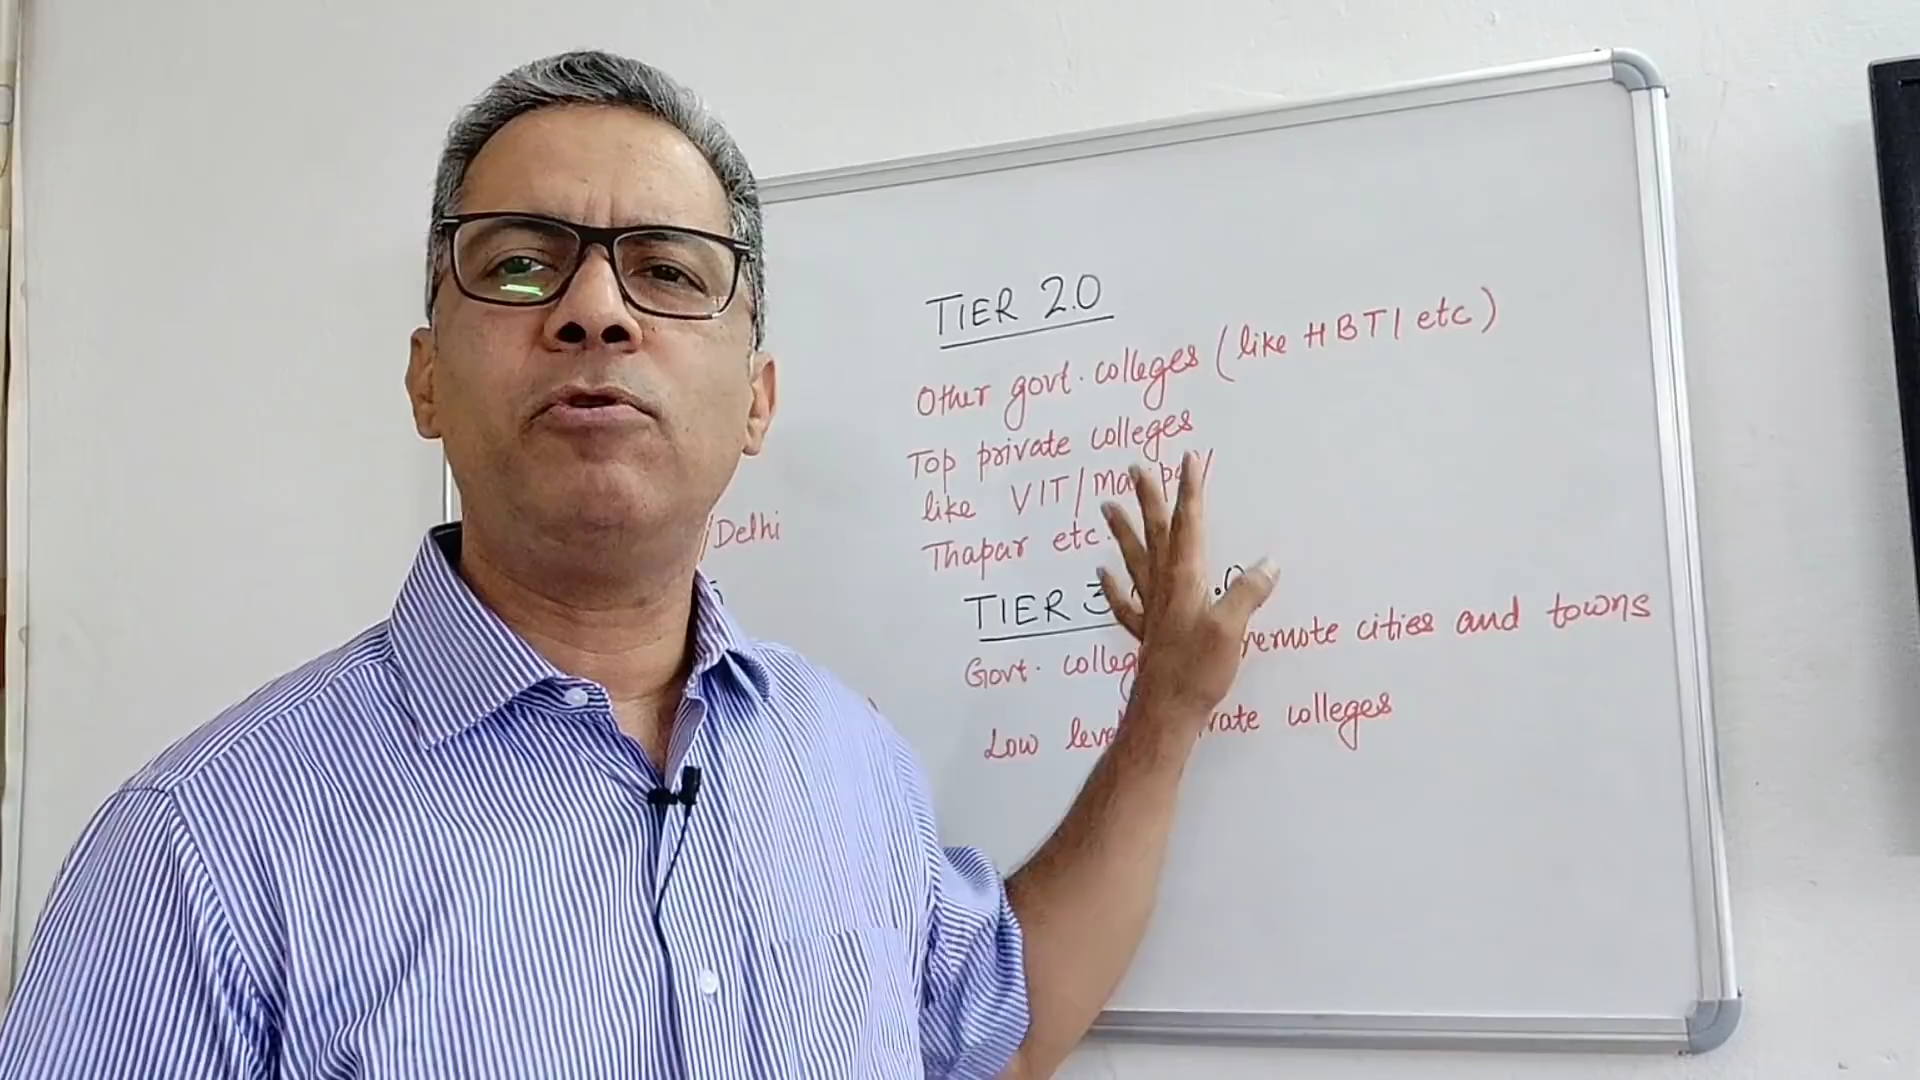 TIER 2.0
Other govt. colleges (like HBTI etc)
Top private colleges
like VIT/
Thapar etc.
/Delhi
TIER 3
Govt. remote cities and towns
Low colleges